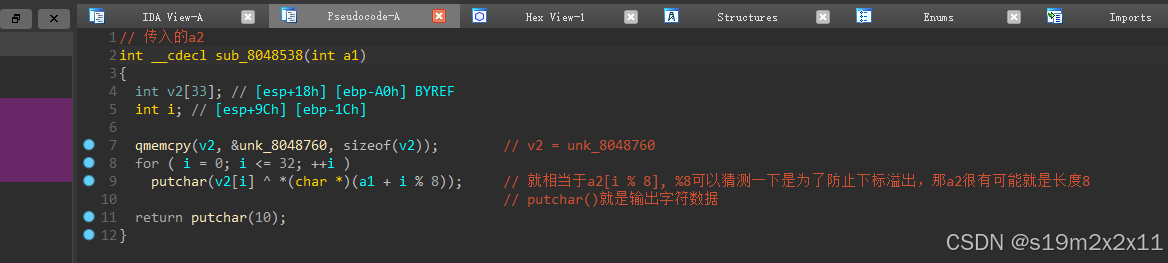 IDA View-A Pseudocode-A Hex View-1 Structures Enums Imports
1 // 传入的a2
2 int __cdecl sub_8048538(int a1)
3 {
4 int v2[33]; // [esp+18h] [ebp-A0h] BYREF
5 int i; // [esp+9Ch] [ebp-1Ch]
6
7 qmemcpy(v2, &unk_8048760, sizeof(v2)); // v2 = unk_8048760
8 for ( i = 0; i <= 32; ++i )
9 putchar(v2[i] ^ *(char *)(a1 + i % 8)); // 就相当于a2[i % 8], %8可以猜测一下是为了防止下标溢出，那a2很有可能就是长度8
10 // putchar()就是输出字符数据
11 return putchar(10);
12 }
CSDN @s19m2x2x11